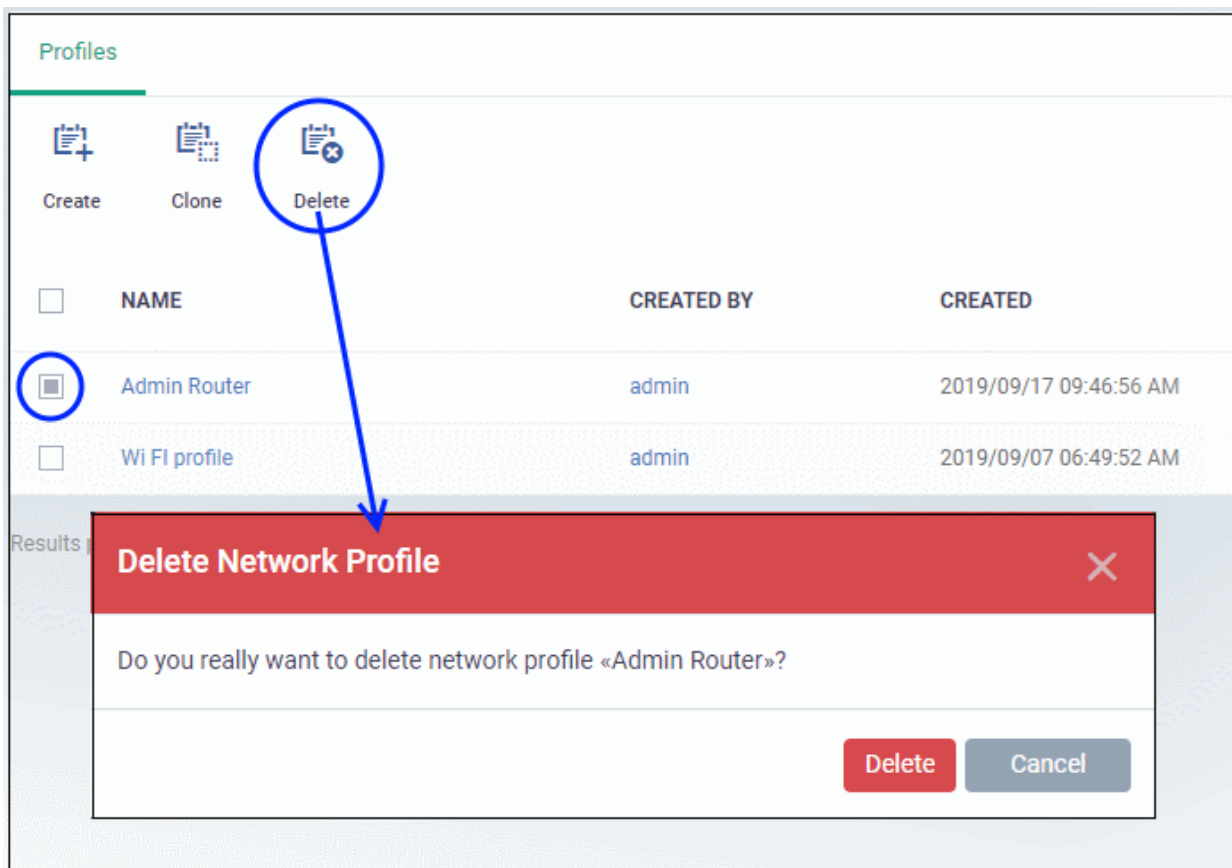 Profiles
Create Clone Delete
NAME CREATED BY CREATED
Admin Router admin 2019/09/17 09:46:56 AM
Wi FI profile admin 2019/09/07 06:49:52 AM
Results
Delete Network Profile
Do you really want to delete network profile «Admin Router»?
Delete Cancel